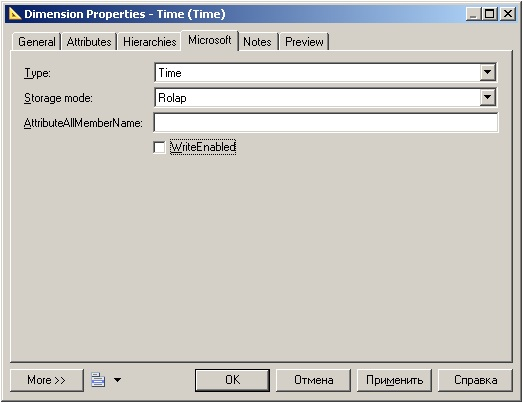 Dimension Properties - Time (Time)
General Attributes Hierarchies Microsoft Notes Preview
Type: Time
Storage mode: Rolap
AttributeAllMemberName:
WriteEnabled
More >> OK Отмена Применить Справка